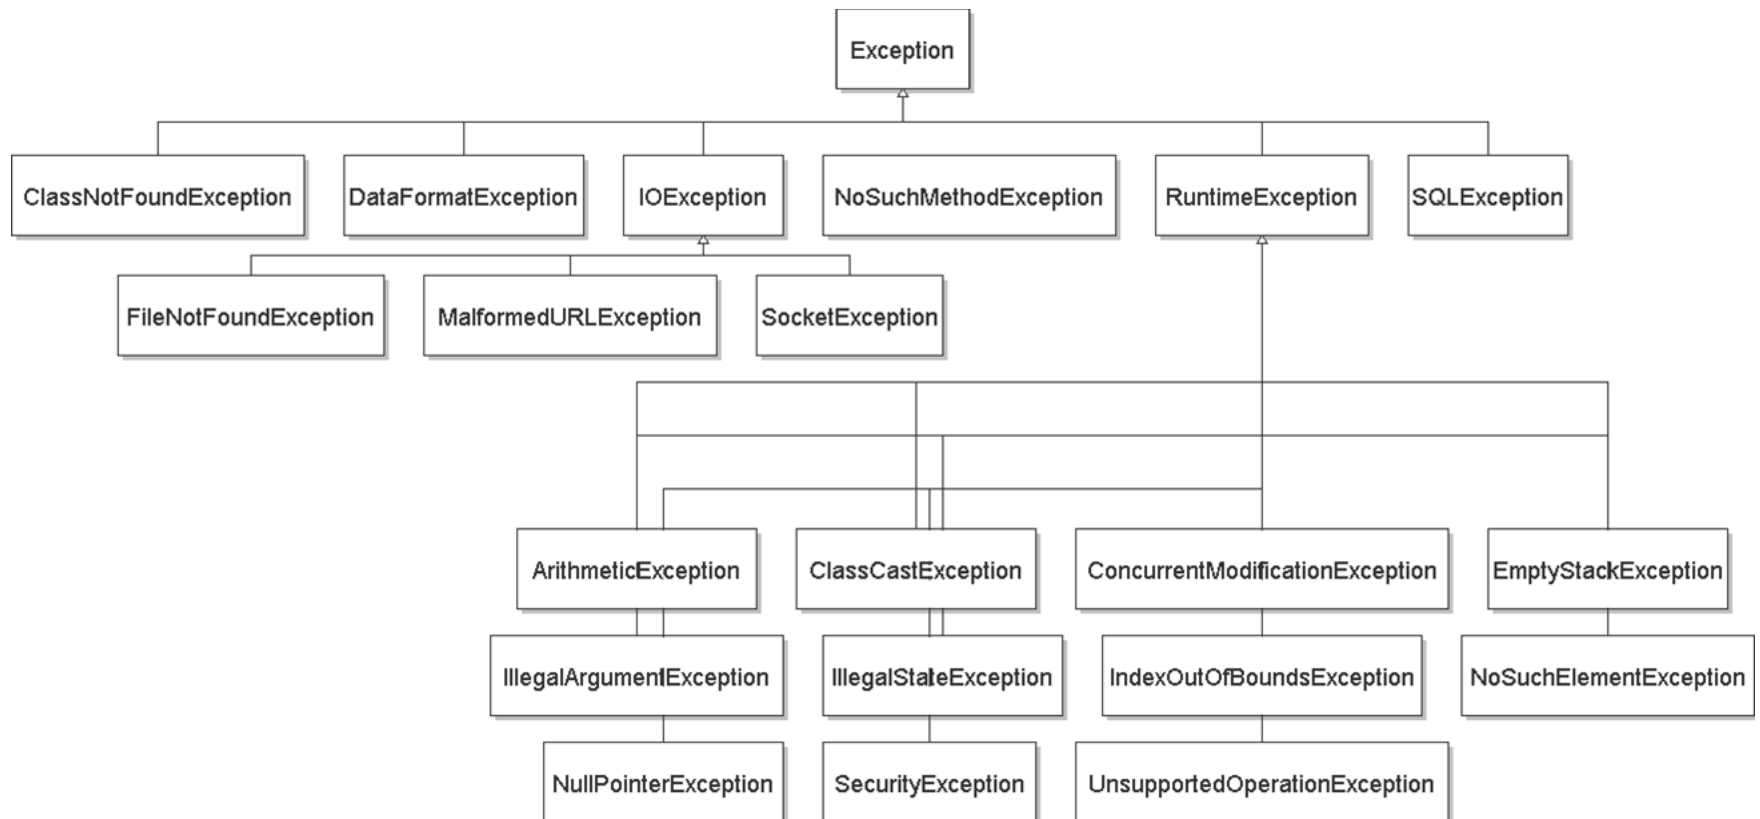 Exception
ClassNotFoundException
DataFormatException
IOException
NoSuchMethodException
RuntimeException
SQLException
FileNotFoundException
MalformedURLException
SocketException
ArithmeticException
ClassCastException
ConcurrentModificationException
EmptyStackException
IllegalArgumentException
IllegalStateException
IndexOutOfBoundsException
NoSuchElementException
NullPointerException
SecurityException
UnsupportedOperationException